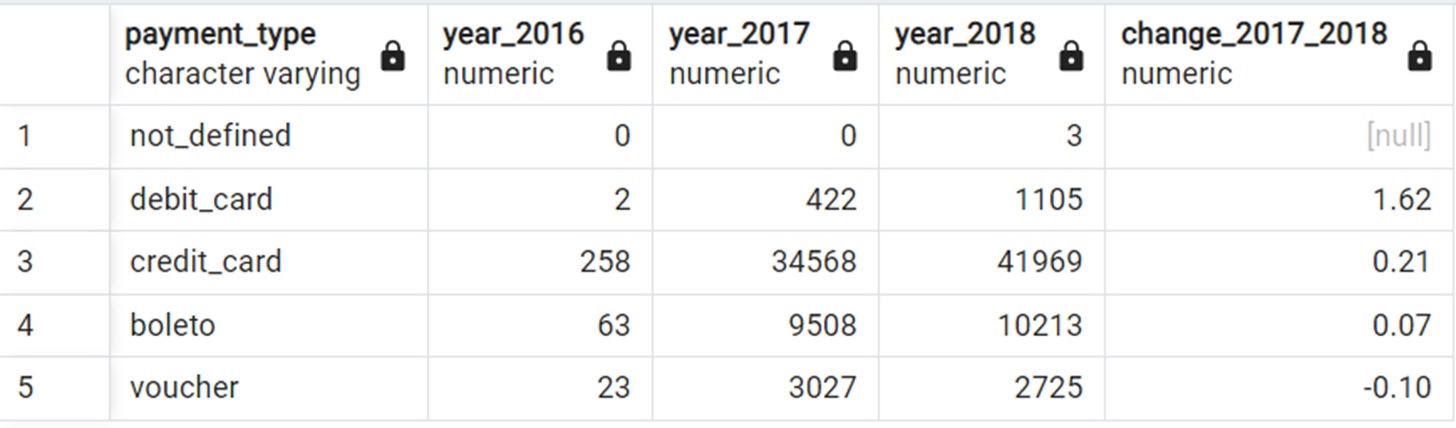 payment_type year_2016 year_2017 year_2018 change_2017_2018
character varying numeric numeric numeric numeric
1 not_defined 0 0 3 [null]
2 debit_card 2 422 1105 1.62
3 credit_card 258 34568 41969 0.21
4 boleto 63 9508 10213 0.07
5 voucher 23 3027 2725 -0.10